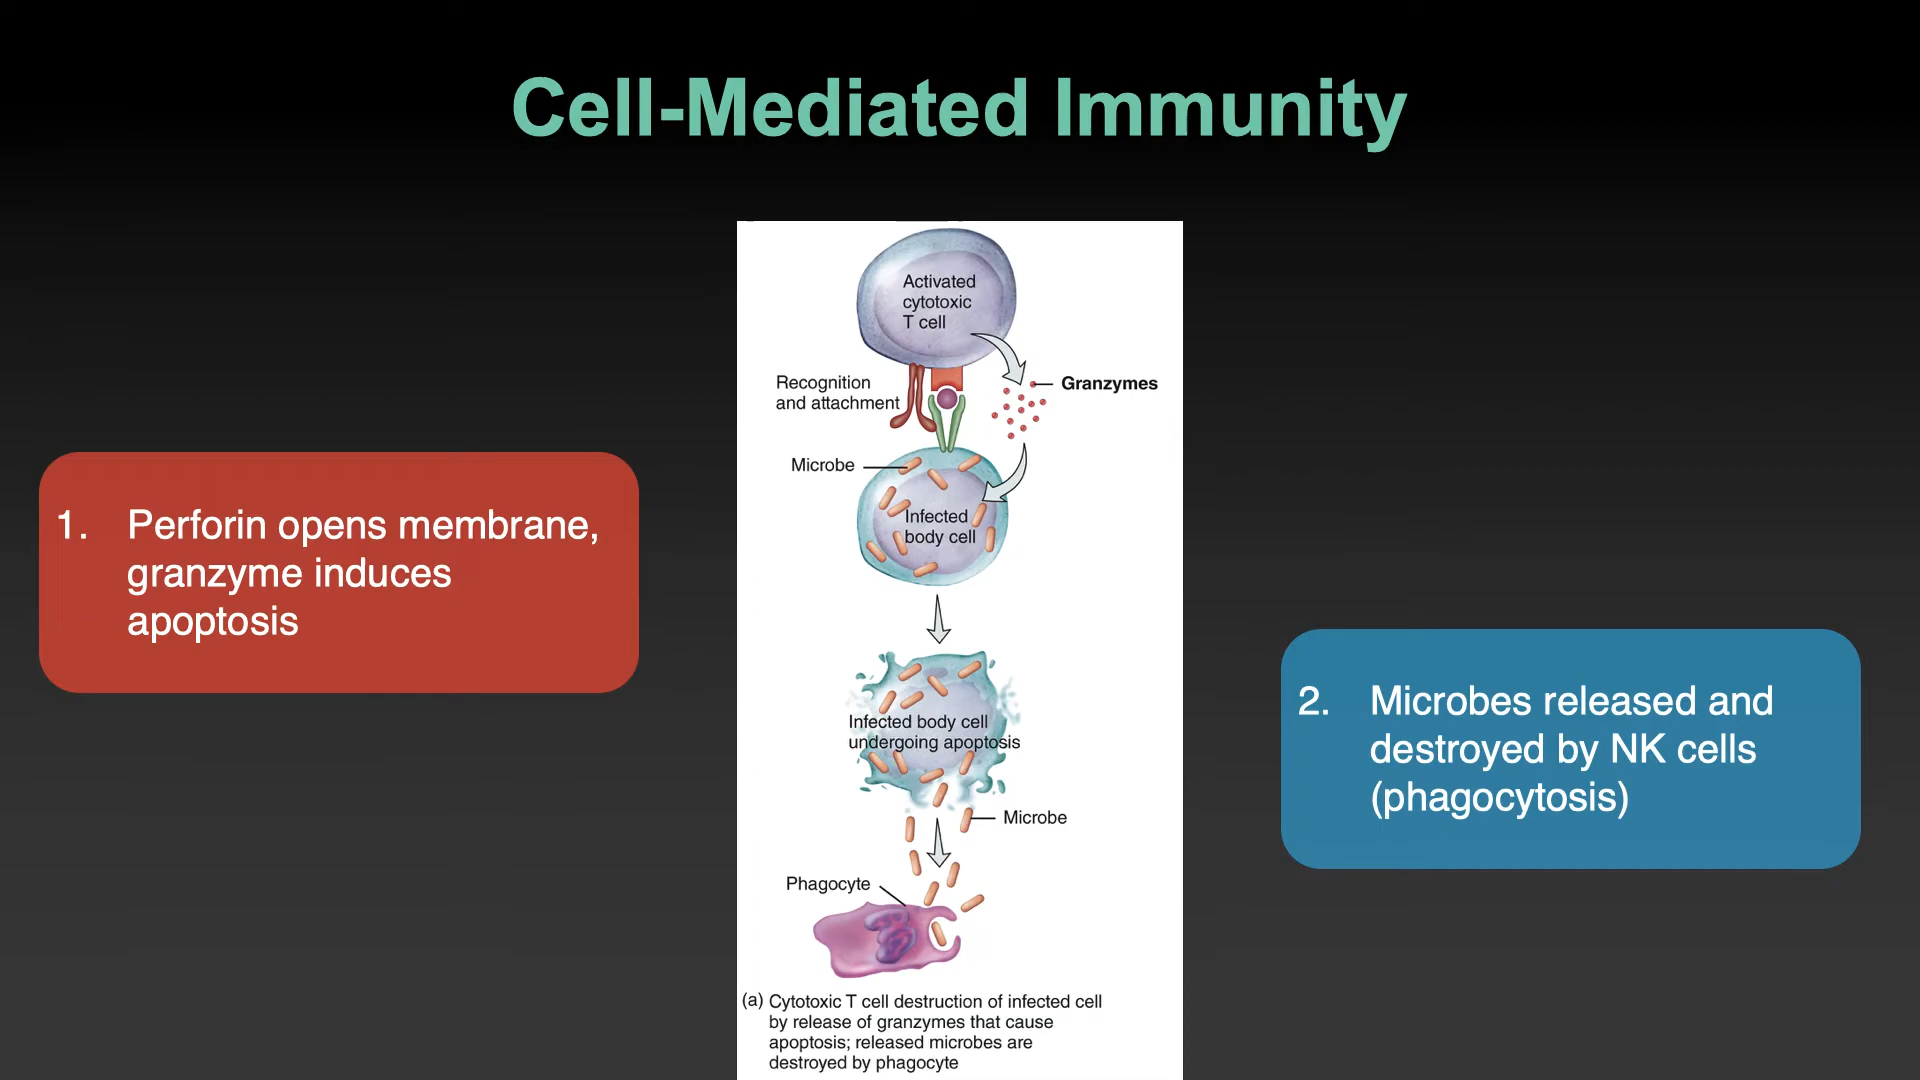 Cell-Mediated Immunity
Activated
cytotoxic
T cell
Recognition
and attachment
Granzymes
Microbe
Infected
body cell
1. Perforin opens membrane,
granzyme induces
apoptosis
Infected body cell
undergoing apoptosis
2. Microbes released and
destroyed by NK cells
(phagocytosis)
Microbe
Phagocyte
(a) Cytotoxic T cell destruction of infected cell
by release of granzymes that cause
apoptosis; released microbes are
destroyed by phagocyte